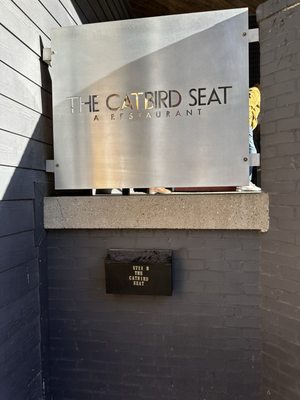 THE CATBIRD SEAT
A RESTAURANT
THE
CATBIRD
SEAT